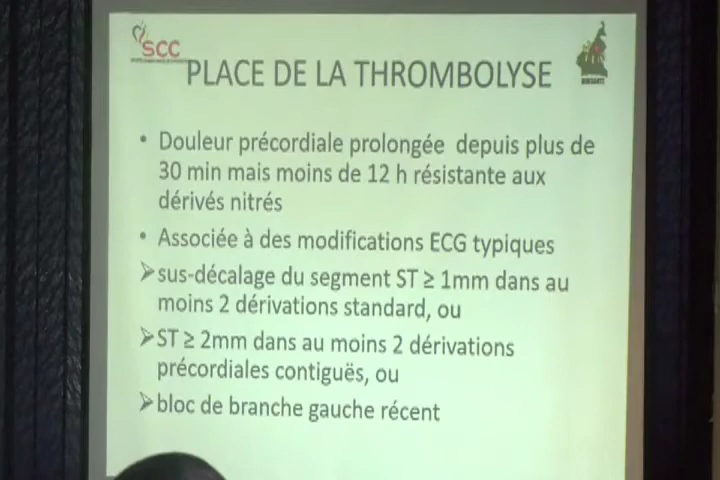 SCC
PLACE DE LA THROMBOLYSE
• Douleur précordiale prolongée depuis plus de
30 min mais moins de 12 h résistante aux
dérivés nitrés
• Associée à des modifications ECG typiques
➢sus-décalage du segment ST ≥ 1mm dans au
moins 2 dérivations standard, ou
➢ST ≥ 2mm dans au moins 2 dérivations
précordiales contiguës, ou
➢bloc de branche gauche récent